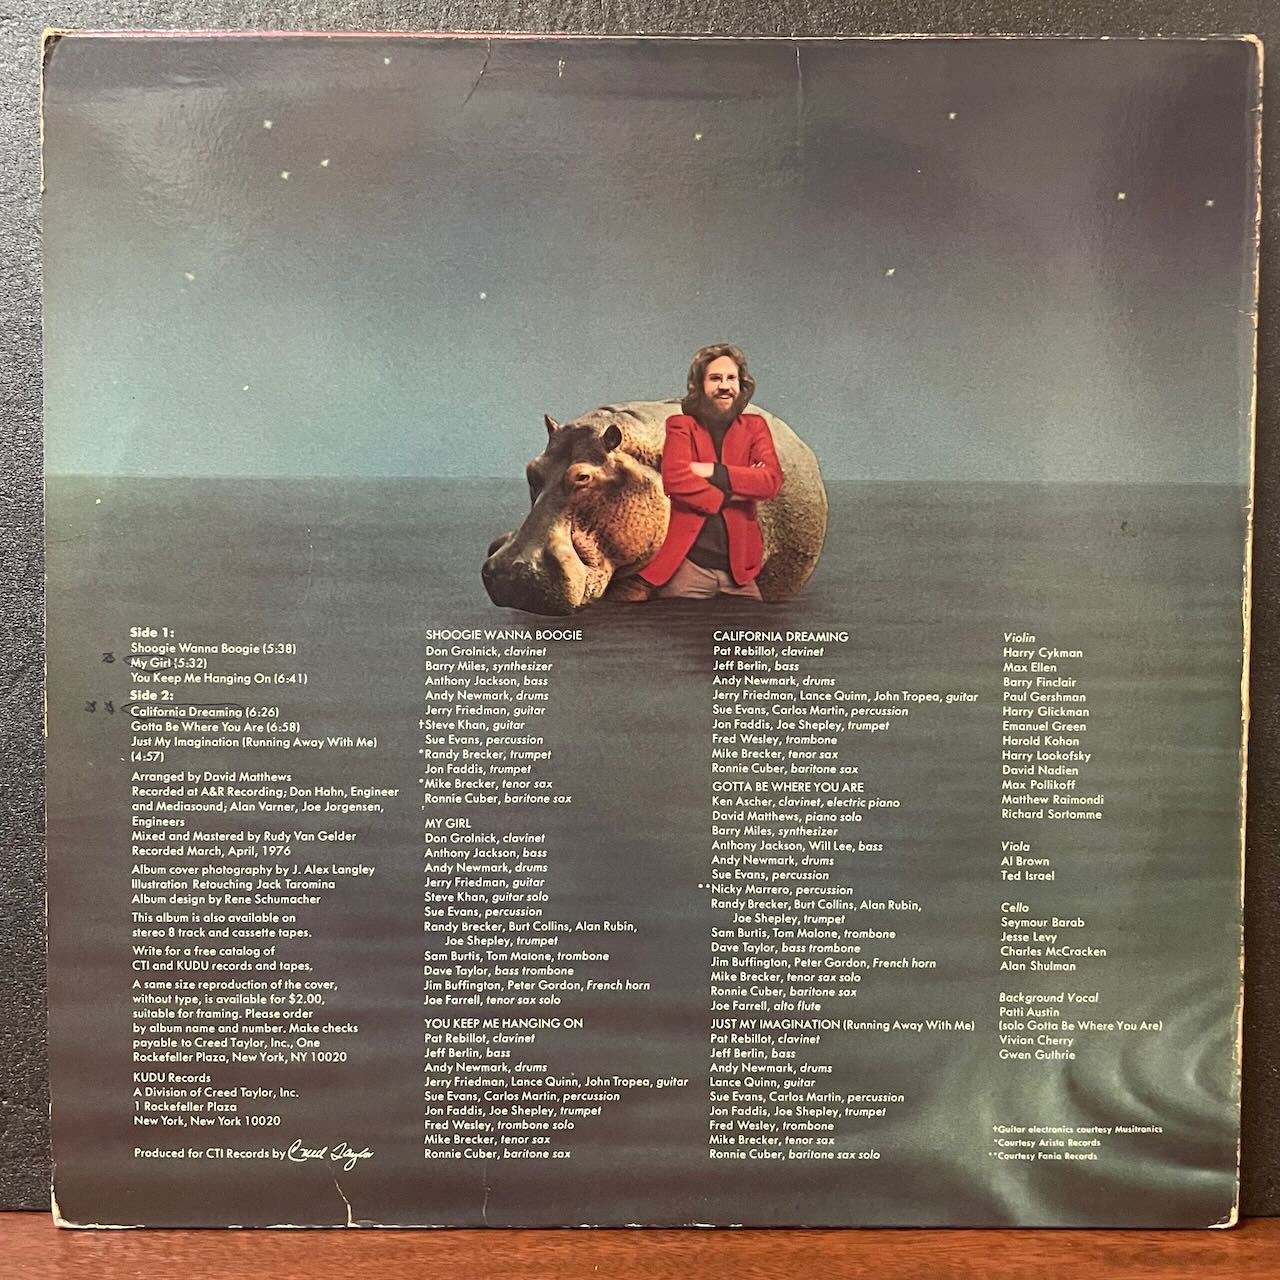 Side 1:
Shoogie Wanna Boogie (5:38)
My Girl (5:32)
You Keep Me Hanging On (6:41)
Side 2:
California Dreaming (6:26)
Gotta Be Where You Are (6:58)
Just My Imagination (Running Away With Me)
(4:57)
Arranged by David Matthews
Recorded at A&R Recording; Don Hahn, Engineer
and Mediasound; Alan Varner, Joe Jorgensen,
Engineers
Mixed and Mastered by Rudy Van Gelder
Recorded March, April, 1976
Album cover photography by J. Alex Langley
Illustration Retouching Jack Taromina
Album design by Rene Schumacher
This album is also available on
stereo 8 track and cassette tapes.
Write for a free catalog of
CTI and KUDU records and tapes.
A same size reproduction of the cover,
without type, is available for $2.00,
suitable for framing. Please order
by album name and number. Make checks
payable to Creed Taylor, Inc., One
Rockefeller Plaza, New York, NY 10020
KUDU Records
A Division of Creed Taylor, Inc.
1 Rockefeller Plaza
New York, New York 10020
Produced for CTI Records by Creed Taylor
SHOOGIE WANNA BOOGIE
Don Grolnick, clavinet
Barry Miles, synthesizer
Anthony Jackson, bass
Andy Newmark, drums
Jerry Friedman, guitar
†Steve Khan, guitar
Sue Evans, percussion
*Randy Brecker, trumpet
Jon Faddis, trumpet
*Mike Brecker, tenor sax
Ronnie Cuber, baritone sax
MY GIRL
Don Grolnick, clavinet
Anthony Jackson, bass
Andy Newmark, drums
Jerry Friedman, guitar
Steve Khan, guitar solo
Sue Evans, percussion
Randy Brecker, Burt Collins, Alan Rubin,
Joe Shepley, trumpet
Sam Burtis, Tom Malone, trombone
Dave Taylor, bass trombone
Jim Buffington, Peter Gordon, French horn
Joe Farrell, tenor sax solo
YOU KEEP ME HANGING ON
Pat Rebillot, clavinet
Jeff Berlin, bass
Andy Newmark, drums
Jerry Friedman, Lance Quinn, John Tropea, guitar
Sue Evans, Carlos Martin, percussion
Jon Faddis, Joe Shepley, trumpet
Fred Wesley, trombone solo
Mike Brecker, tenor sax
Ronnie Cuber, baritone sax
CALIFORNIA DREAMING
Pat Rebillot, clavinet
Jeff Berlin, bass
Andy Newmark, drums
Jerry Friedman, Lance Quinn, John Tropea, guitar
Sue Evans, Carlos Martin, percussion
Jon Faddis, Joe Shepley, trumpet
Fred Wesley, trombone
Mike Brecker, tenor sax
Ronnie Cuber, baritone sax
GOTTA BE WHERE YOU ARE
Ken Ascher, clavinet, electric piano
David Matthews, piano solo
Barry Miles, synthesizer
Anthony Jackson, Will Lee, bass
Andy Newmark, drums
Sue Evans, percussion
**Nicky Marrero, percussion
Randy Brecker, Burt Collins, Alan Rubin,
Joe Shepley, trumpet
Sam Burtis, Tom Malone, trombone
Dave Taylor, bass trombone
Jim Buffington, Peter Gordon, French horn
Mike Brecker, tenor sax solo
Ronnie Cuber, baritone sax
Joe Farrell, alto flute
JUST MY IMAGINATION (Running Away With Me)
Pat Rebillot, clavinet
Jeff Berlin, bass
Andy Newmark, drums
Lance Quinn, guitar
Sue Evans, Carlos Martin, percussion
Jon Faddis, Joe Shepley, trumpet
Fred Wesley, trombone
Mike Brecker, tenor sax
Ronnie Cuber, baritone sax solo
Violin
Harry Cykman
Max Ellen
Barry Finclair
Paul Gershman
Harry Glickman
Emanuel Green
Harold Kohon
Harry Lookofsky
David Nadien
Max Pollikoff
Matthew Raimondi
Richard Sortomme
Viola
Al Brown
Ted Israel
Cello
Seymour Barab
Jesse Levy
Charles McCracken
Alan Shulman
Background Vocal
Patti Austin
(solo Gotta Be Where You Are)
Vivian Cherry
Gwen Guthrie
†Guitar electronics courtesy Musitronics
*Courtesy Arista Records
**Courtesy Fania Records